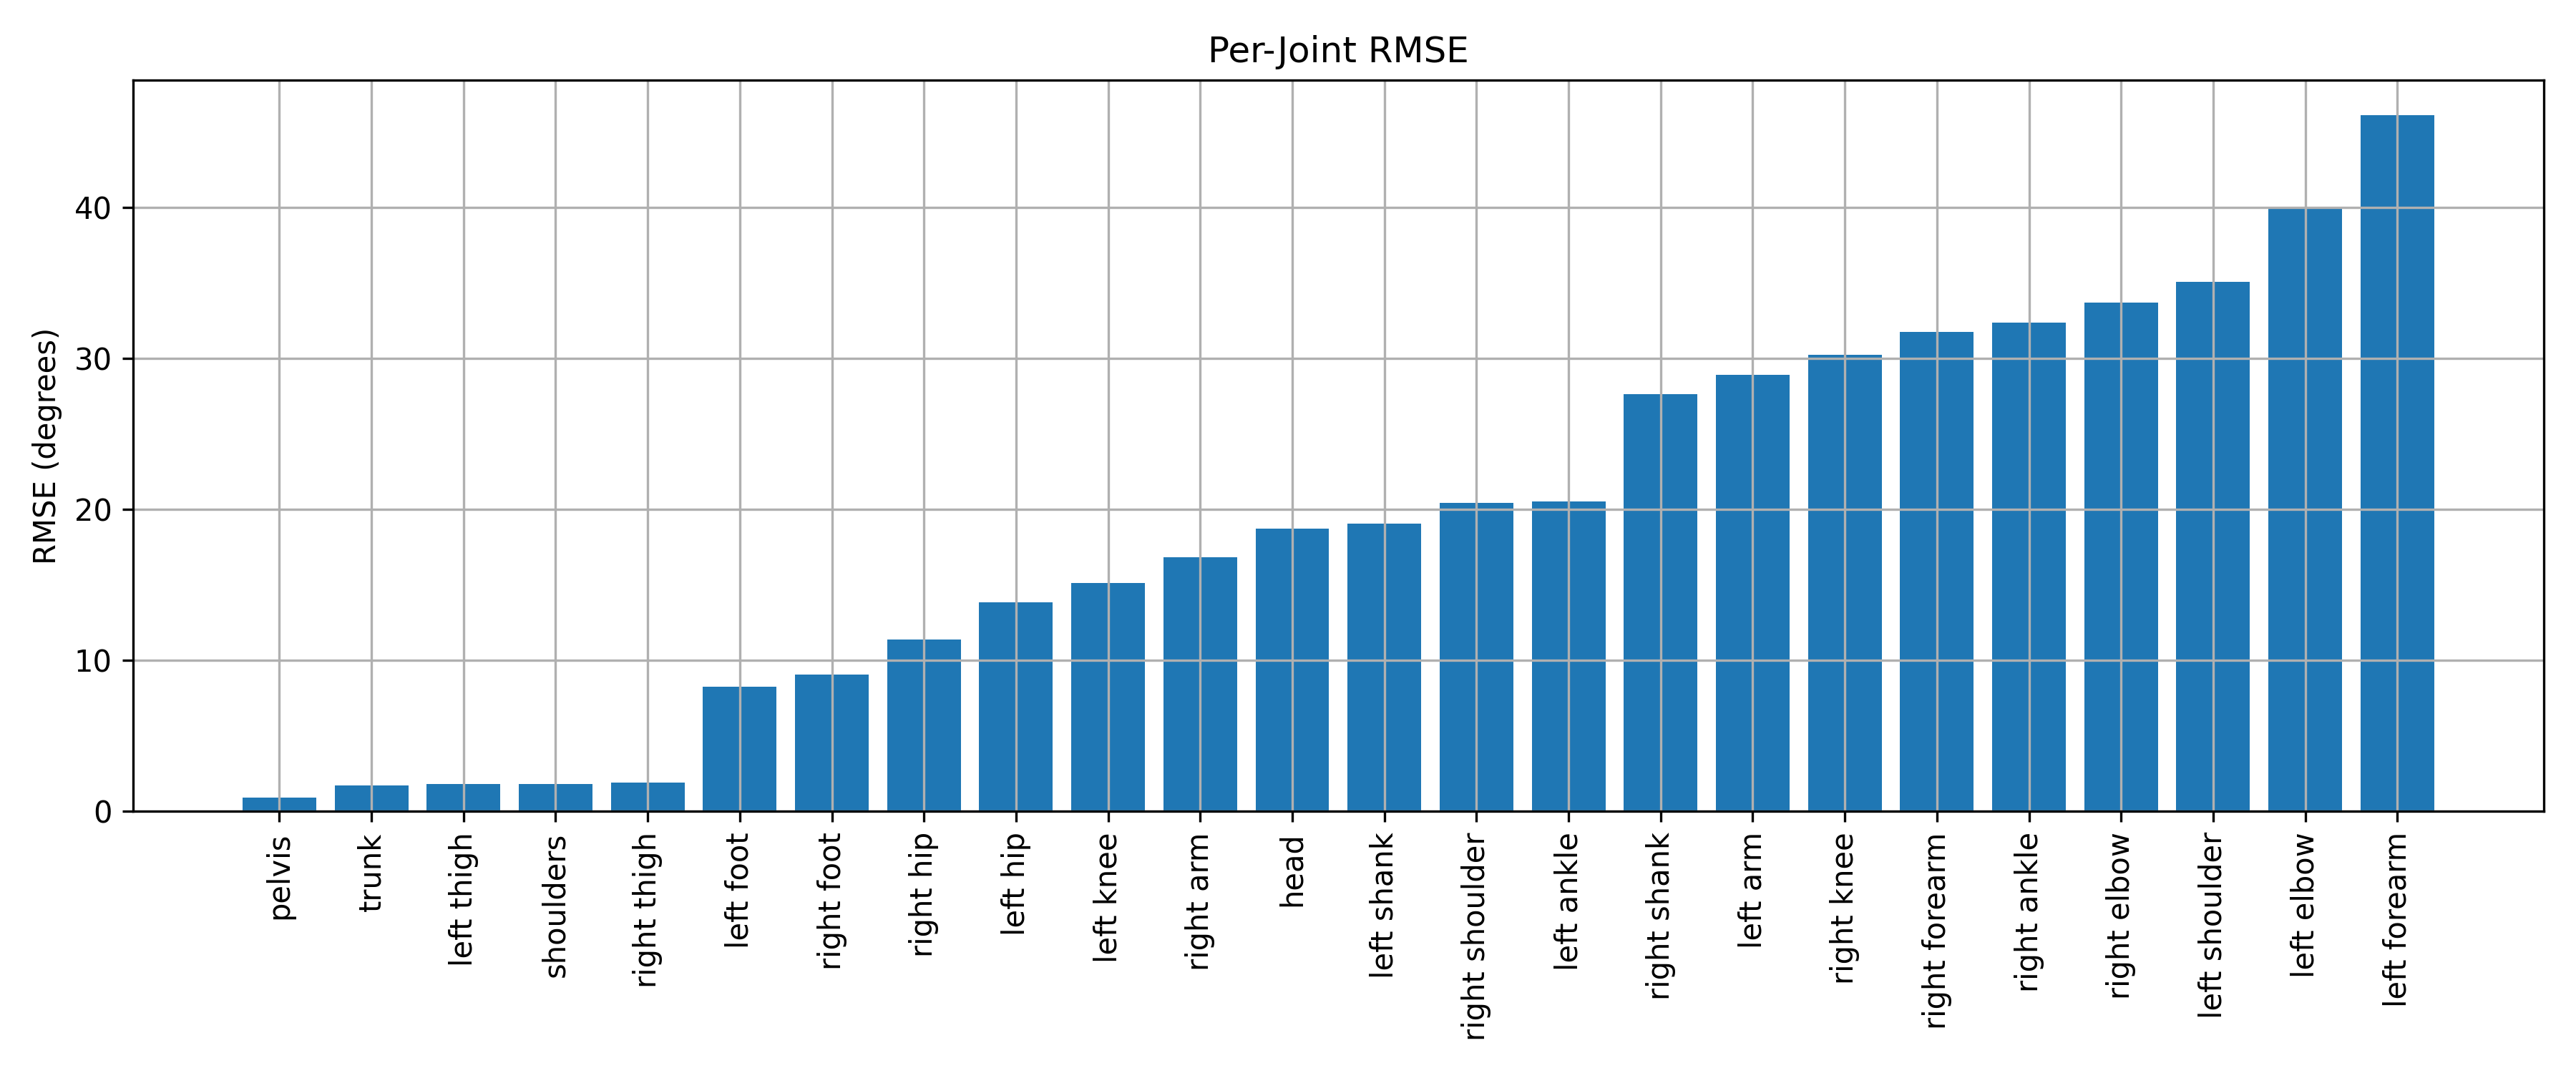 Per-Joint RMSE
RMSE (degrees)
40
30
20
10
0
pelvis
trunk
left thigh
shoulders
right thigh
left foot
right foot
right hip
left hip
left knee
right arm
head
left shank
right shoulder
left ankle
right shank
left arm
right knee
right forearm
right ankle
right elbow
left shoulder
left elbow
left forearm